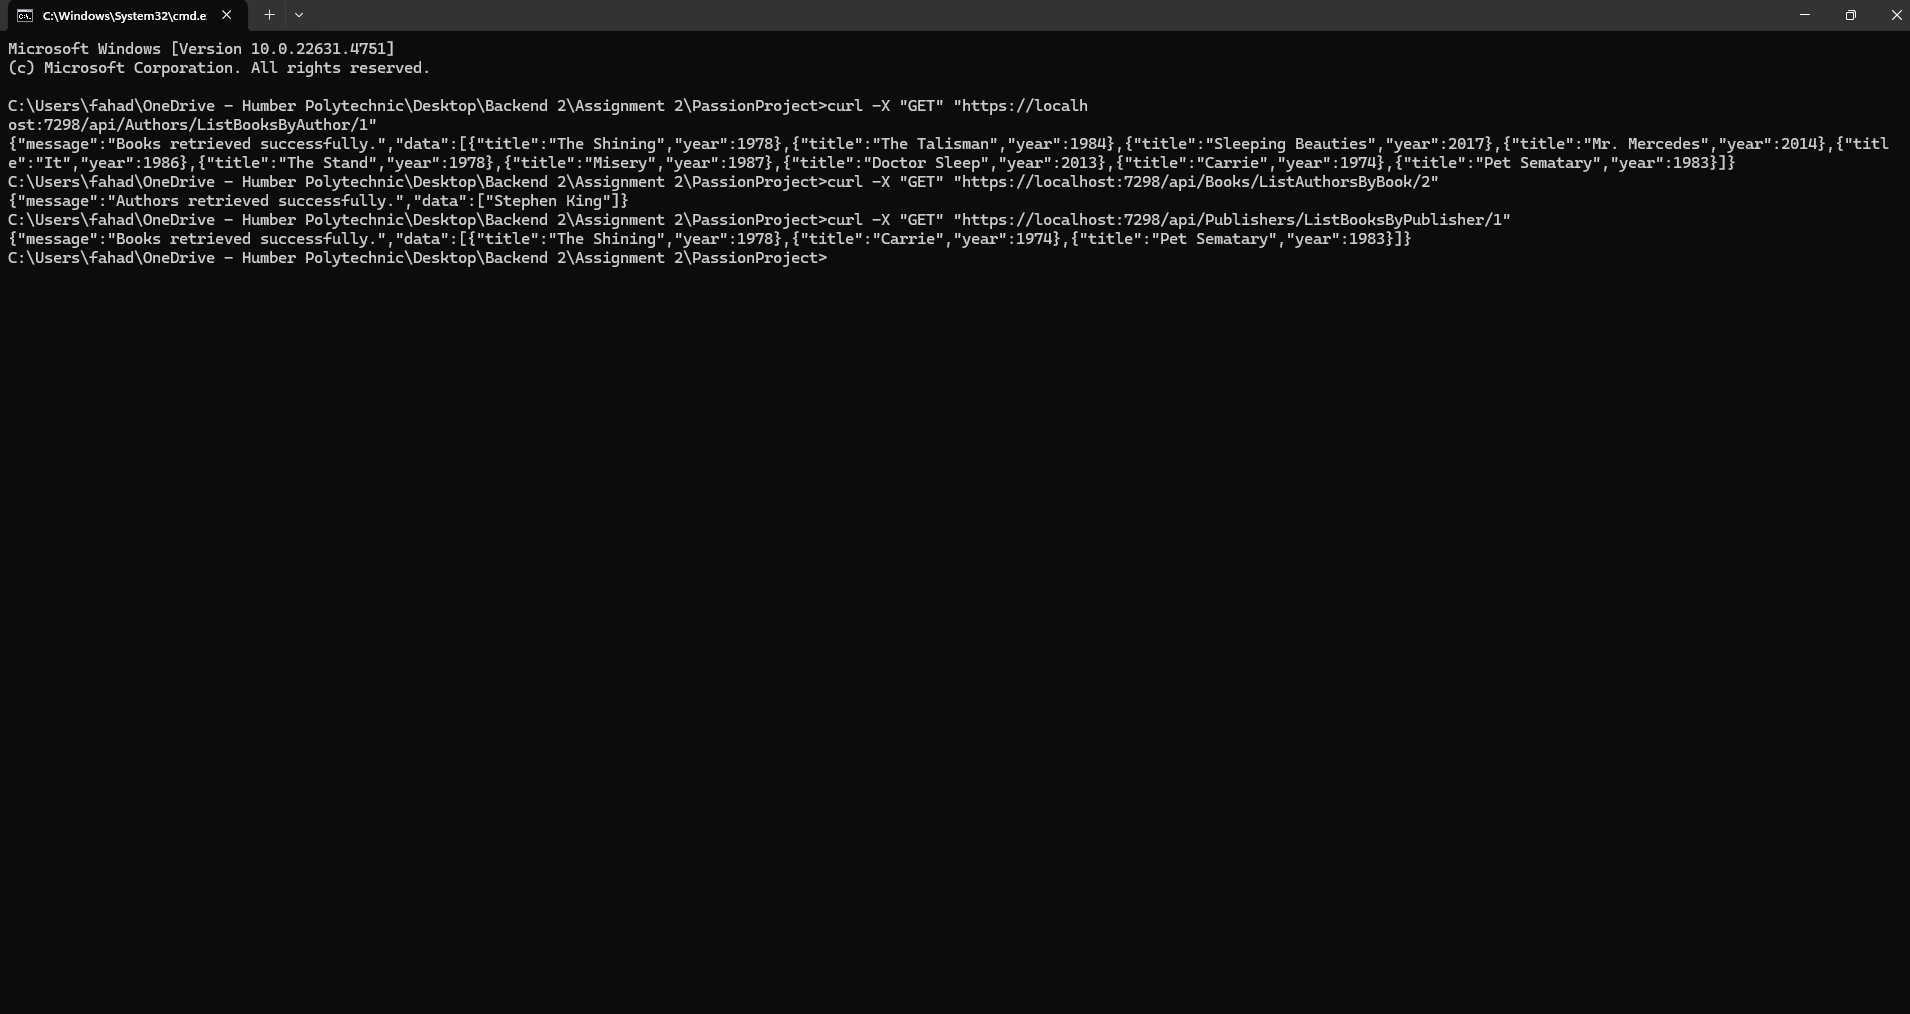 C:\Windows\System32\cmd.e
Microsoft Windows [Version 10.0.22631.4751]
(c) Microsoft Corporation. All rights reserved.
C:\Users\fahad\OneDrive - Humber Polytechnic\Desktop\Backend 2\Assignment 2\PassionProject>curl -X "GET" "https://localh
ost:7298/api/Authors/ListBooksByAuthor/1"
{"message":"Books retrieved successfully.","data":[{"title":"The Shining","year":1978},{"title":"The Talisman","year":1984},{"title":"Sleeping Beauties","year":2017},{"title":"Mr. Mercedes","year":2014},{"titl
e":"It","year":1986},{"title":"The Stand","year":1978},{"title":"Misery","year":1987},{"title":"Doctor Sleep","year":2013},{"title":"Carrie","year":1974},{"title":"Pet Sematary","year":1983}]}
C:\Users\fahad\OneDrive - Humber Polytechnic\Desktop\Backend 2\Assignment 2\PassionProject>curl -X "GET" "https://localhost:7298/api/Books/ListAuthorsByBook/2"
{"message":"Authors retrieved successfully.","data":["Stephen King"]}
C:\Users\fahad\OneDrive - Humber Polytechnic\Desktop\Backend 2\Assignment 2\PassionProject>curl -X "GET" "https://localhost:7298/api/Publishers/ListBooksByPublisher/1"
{"message":"Books retrieved successfully.","data":[{"title":"The Shining","year":1978},{"title":"Carrie","year":1974},{"title":"Pet Sematary","year":1983}]}
C:\Users\fahad\OneDrive - Humber Polytechnic\Desktop\Backend 2\Assignment 2\PassionProject>